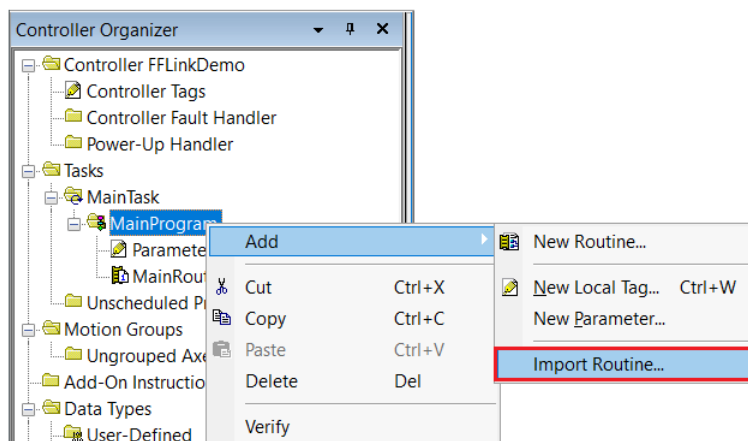 Controller Organizer
Controller FFLinkDemo
Controller Tags
Controller Fault Handler
Power-Up Handler
Tasks
MainTask
MainProgram
Paramete
MainRout
Unscheduled P
Motion Groups
Ungrouped Axe
Add-On Instructio
Data Types
User-Defined
Add
Cut Ctrl+X
Copy Ctrl+C
Paste Ctrl+V
Delete Del
Verify
New Routine...
New Local Tag... Ctrl+W
New Parameter...
Import Routine...